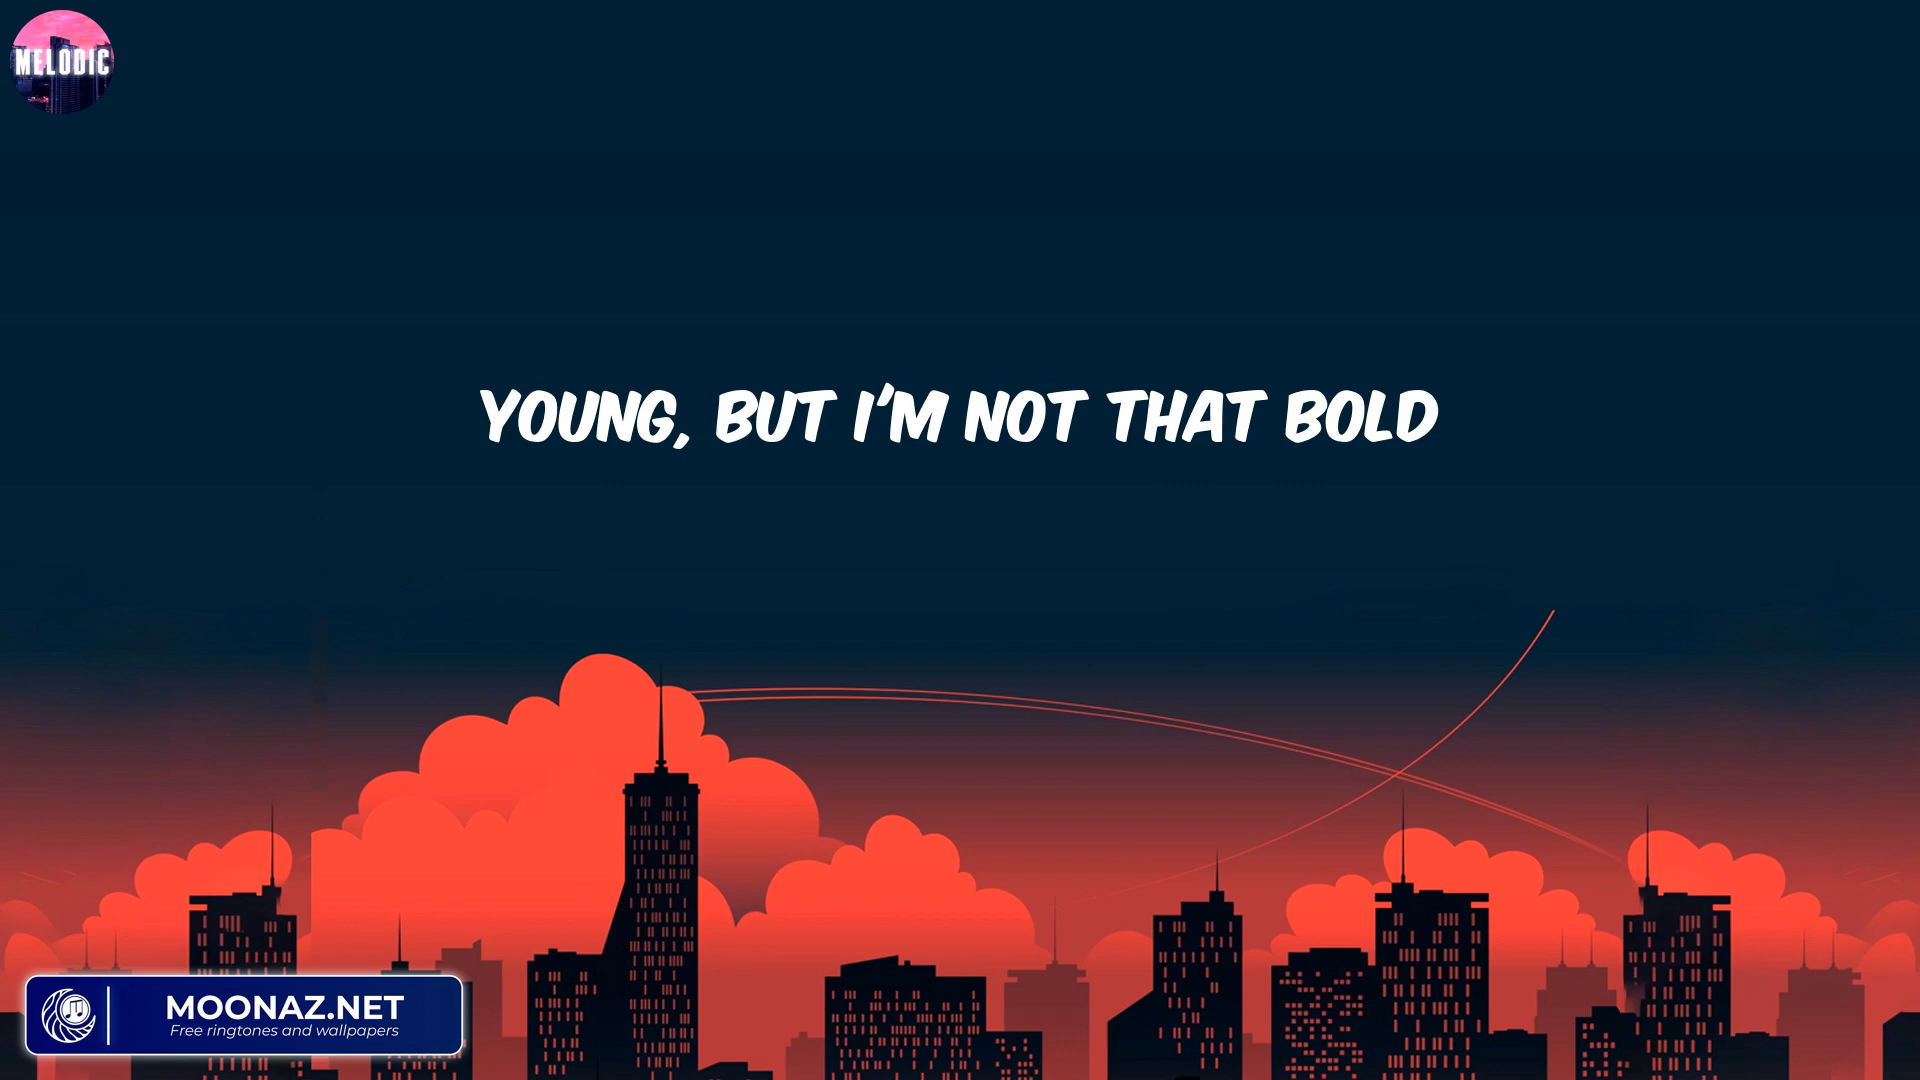 MELODIC
YOUNG, BUT I'M NOT THAT BOLD
MOONAZ.NET
Free ringtones and wallpapers